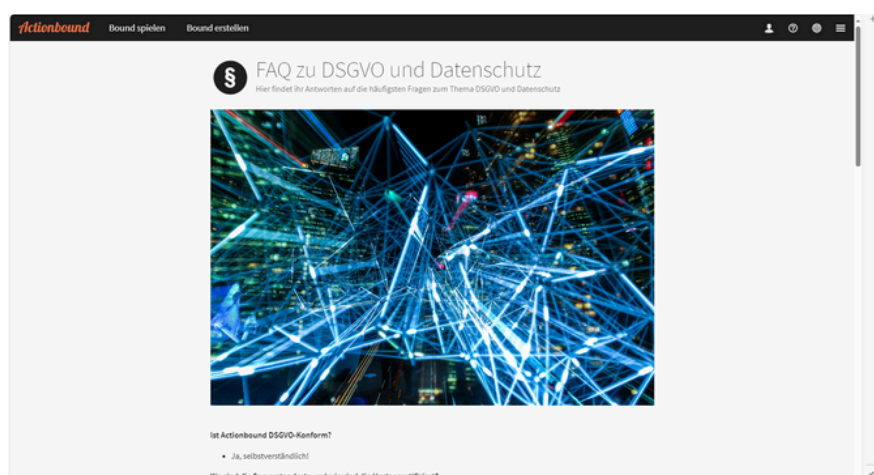 Actionbound Bound spielen Bound erstellen
§ FAQ zu DSGVO und Datenschutz
Hier findet ihr Antworten auf die häufigsten Fragen zum Thema DSGVO und Datenschutz
Ist Actionbound DSGVO-Konform?
Ja, selbstverständlich!